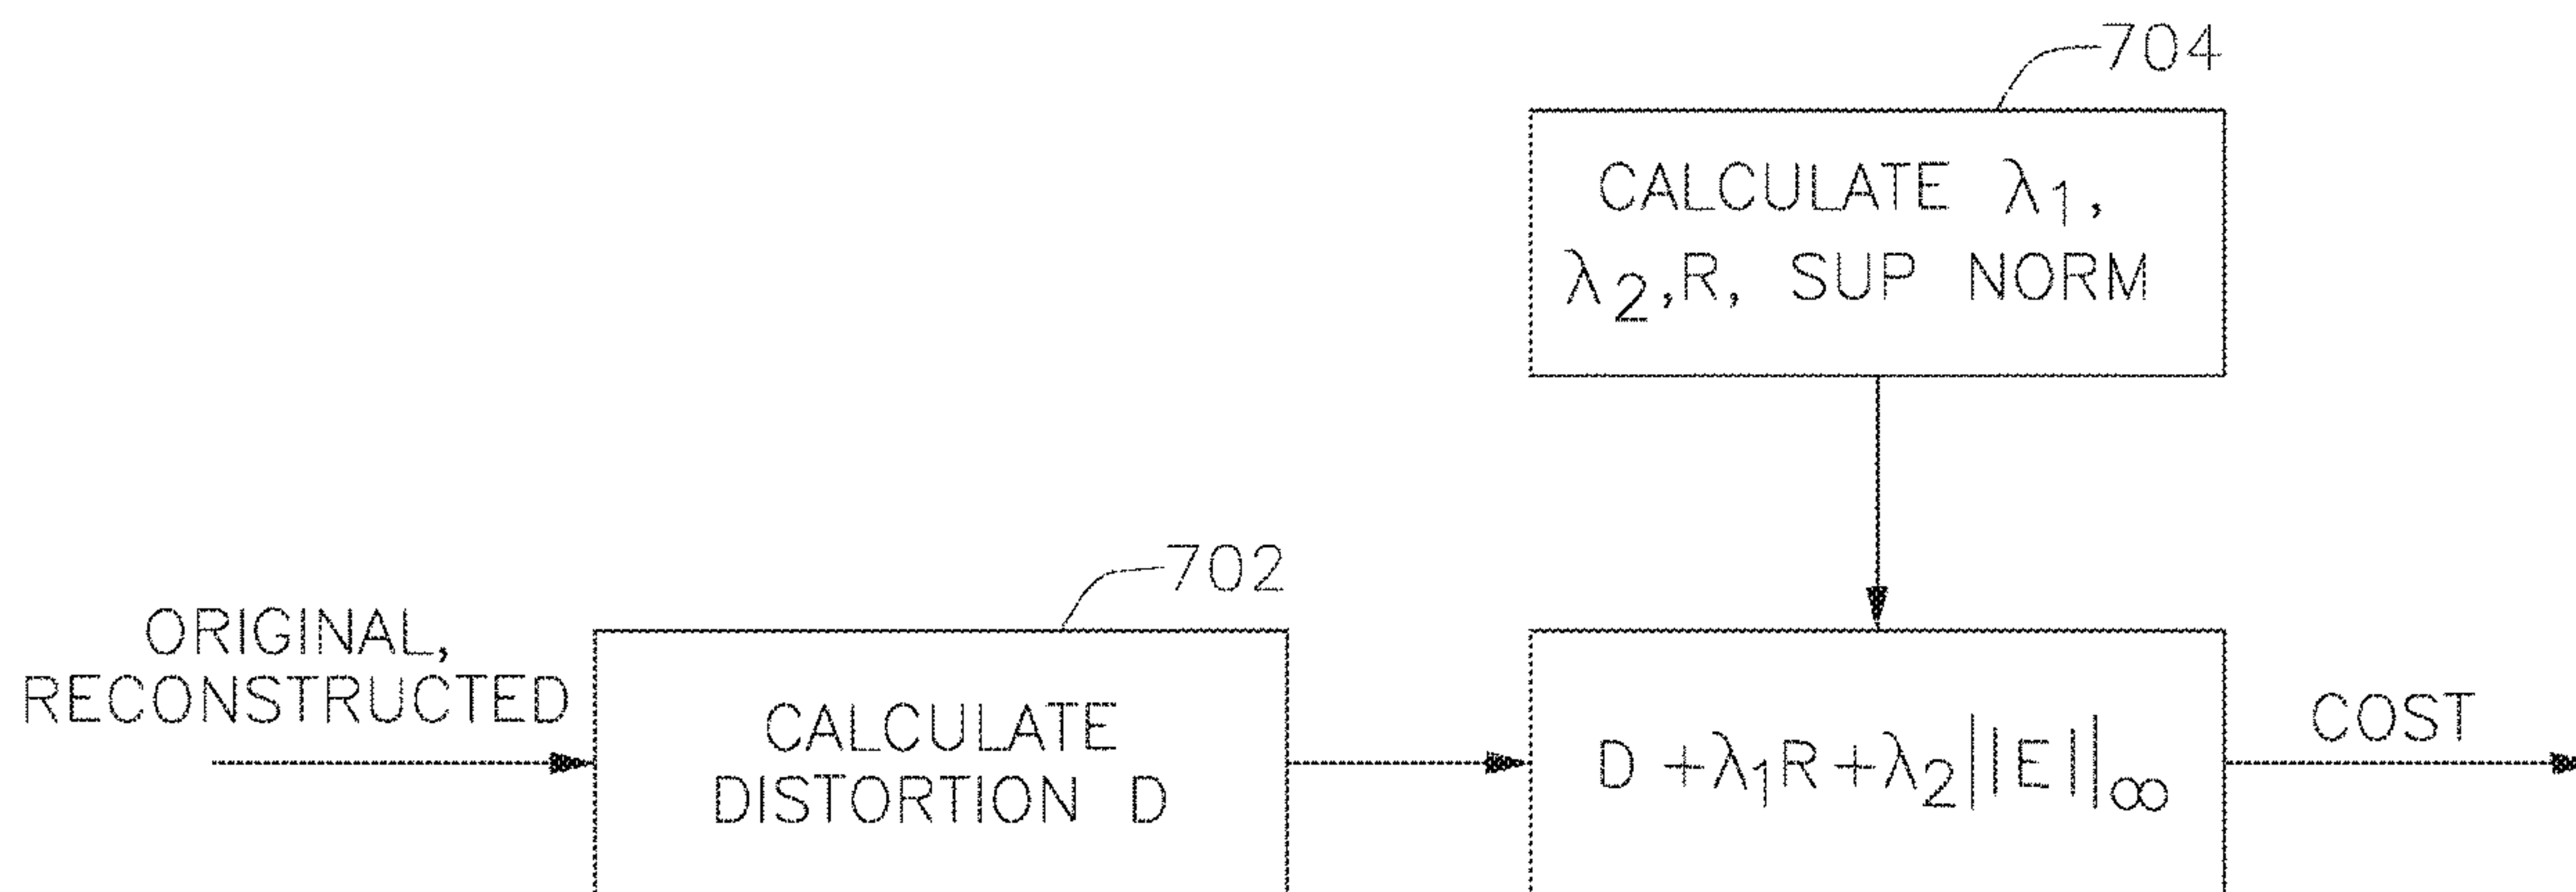 704
CALCULATE λ1,
λ2,R, SUP NORM
702
ORIGINAL,
RECONSTRUCTED
CALCULATE
DISTORTION D
D +λ1R +λ2||E||∞
COST